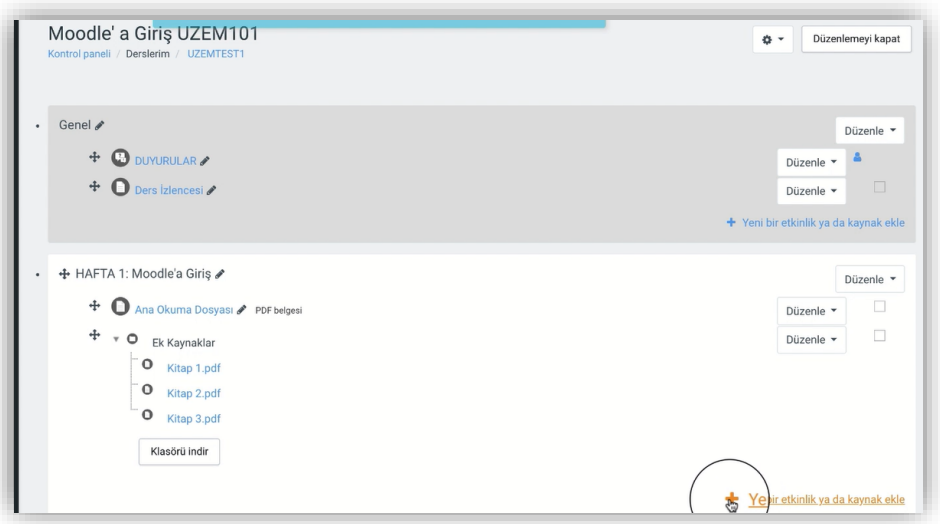 Moodle' a Giriş UZEM101
Kontrol paneli / Derslerim / UZEMTEST1
Düzenlemeyi kapat
Genel
Düzenle
DUYURULAR
Düzenle
Ders İzlencesi
Düzenle
+ Yeni bir etkinlik ya da kaynak ekle
HAFTA 1: Moodle'a Giriş
Düzenle
Ana Okuma Dosyası PDF belgesi
Düzenle
Ek Kaynaklar
Düzenle
Kitap 1.pdf
Kitap 2.pdf
Kitap 3.pdf
Klasörü indir
+ Ye bir etkinlik ya da kaynak ekle